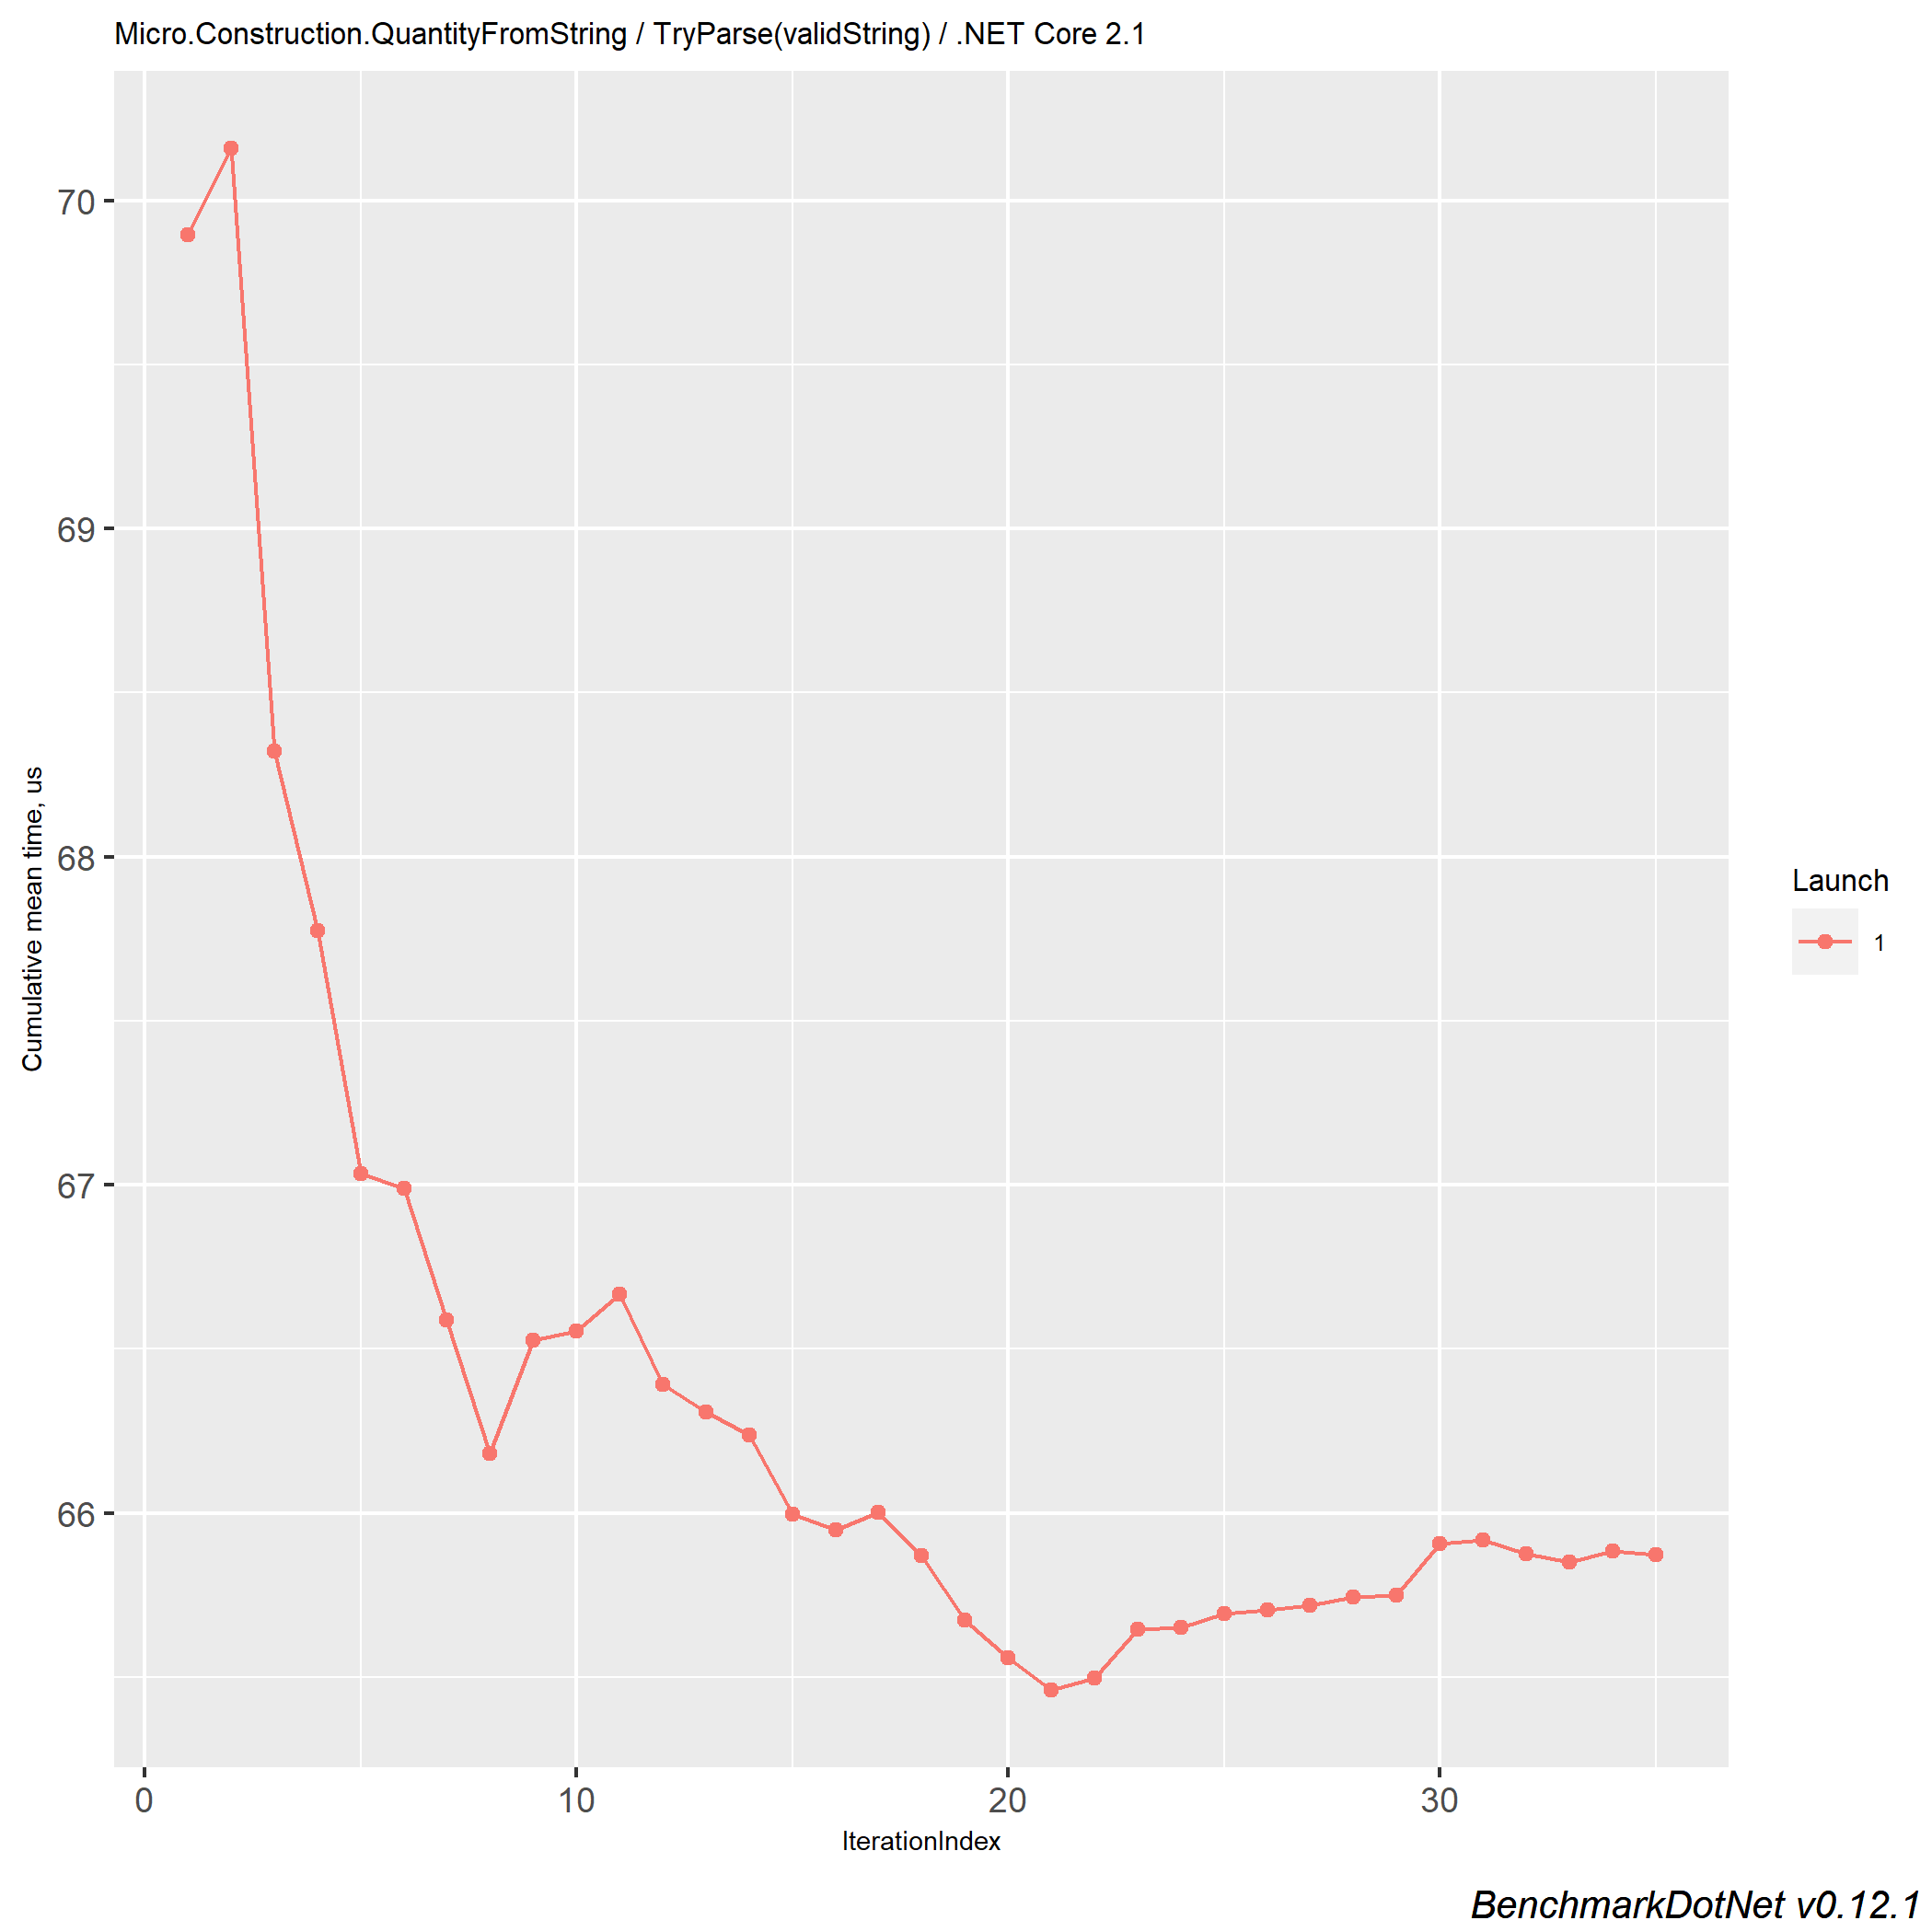 Micro.Construction.QuantityFromString / TryParse(validString) / .NET Core 2.1
Cumulative mean time, us
70
69
68
67
66
0
10
20
30
IterationIndex
Launch
1
BenchmarkDotNet v0.12.1